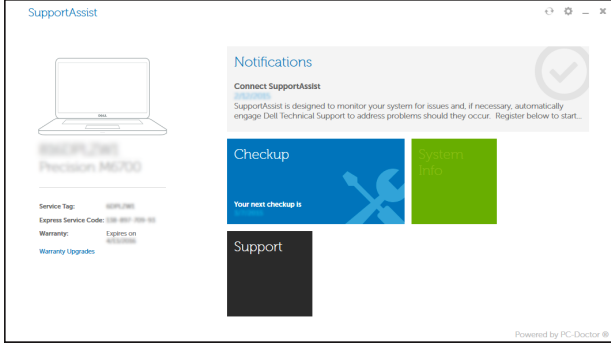 SupportAssist
Notifications
Connect SupportAssist
SupportAssist is designed to monitor your system for issues and, if necessary, automatically
engage Dell Technical Support to address problems should they occur. Register below to start...
DELL
Precision M6700
Service Tag:
Express Service Code:
Warranty: Expires on
Warranty Upgrades
Checkup
Your next checkup is
System
Info
Support
Powered by PC-Doctor ®